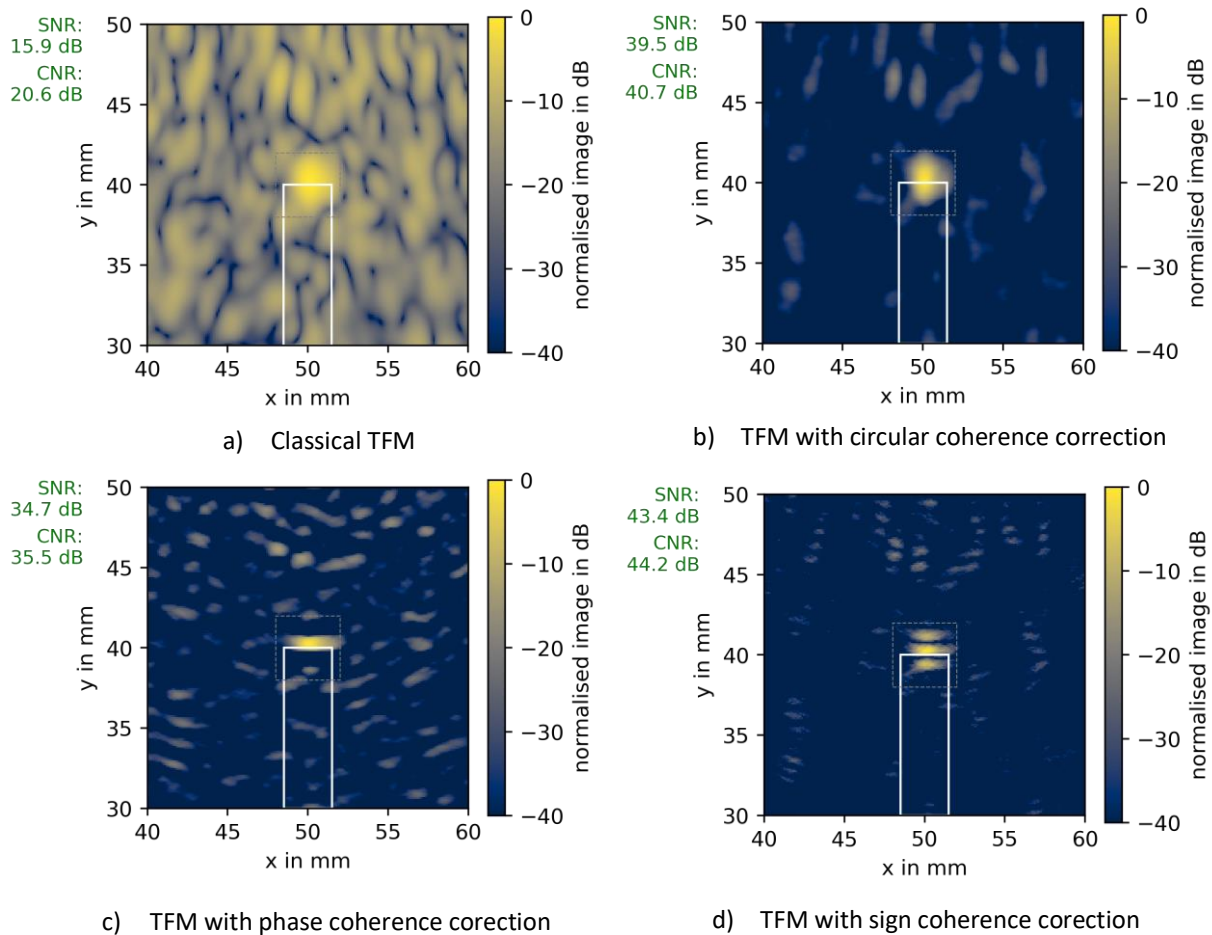 SNR:
15.9 dB
CNR:
20.6 dB
50
45
40
35
30
y in mm
40
45
50
55
60
x in mm
0
−10
−20
−30
−40
normalised image in dB
a) Classical TFM
SNR:
39.5 dB
CNR:
40.7 dB
50
45
40
35
30
y in mm
40
45
50
55
60
x in mm
0
−10
−20
−30
−40
normalised image in dB
b) TFM with circular coherence correction
SNR:
34.7 dB
CNR:
35.5 dB
50
45
40
35
30
y in mm
40
45
50
55
60
x in mm
0
−10
−20
−30
−40
normalised image in dB
c) TFM with phase coherence corection
SNR:
43.4 dB
CNR:
44.2 dB
50
45
40
35
30
y in mm
40
45
50
55
60
x in mm
0
−10
−20
−30
−40
normalised image in dB
d) TFM with sign coherence corection